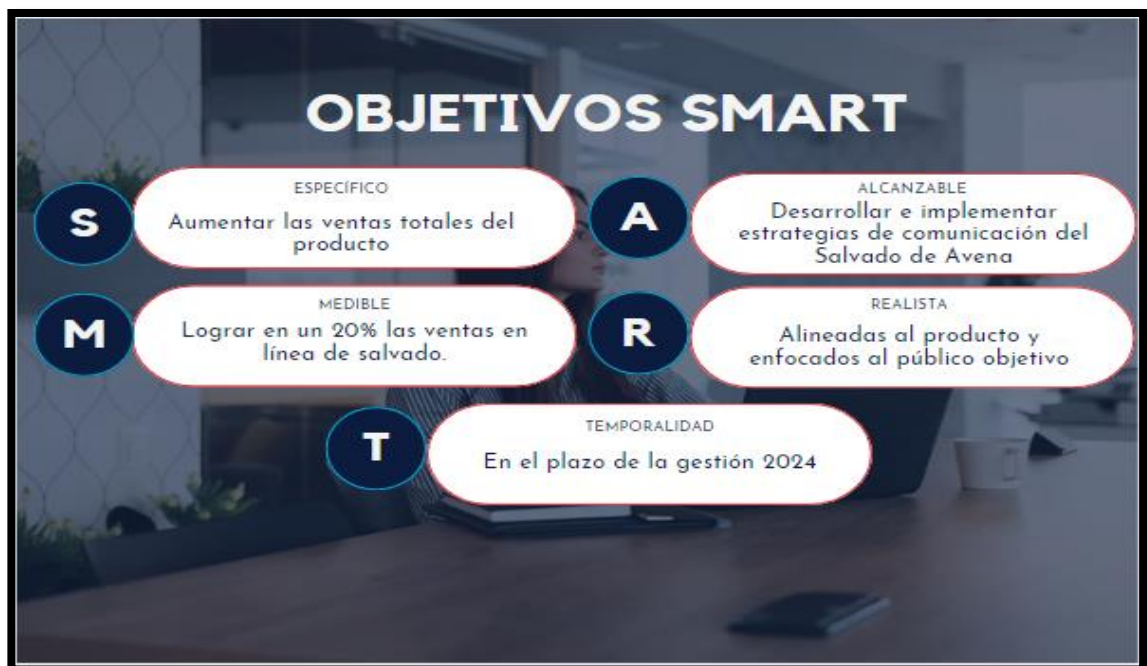 OBJETIVOS SMART
S
ESPECÍFICO
Aumentar las ventas totales del
producto
M
MEDIBLE
Lograr en un 20% las ventas en
línea de salvado.
A
ALCANZABLE
Desarrollar e implementar
estrategias de comunicación del
Salvado de Avena
R
REALISTA
Alineadas al producto y
enfocados al público objetivo
T
TEMPORALIDAD
En el plazo de la gestión 2024